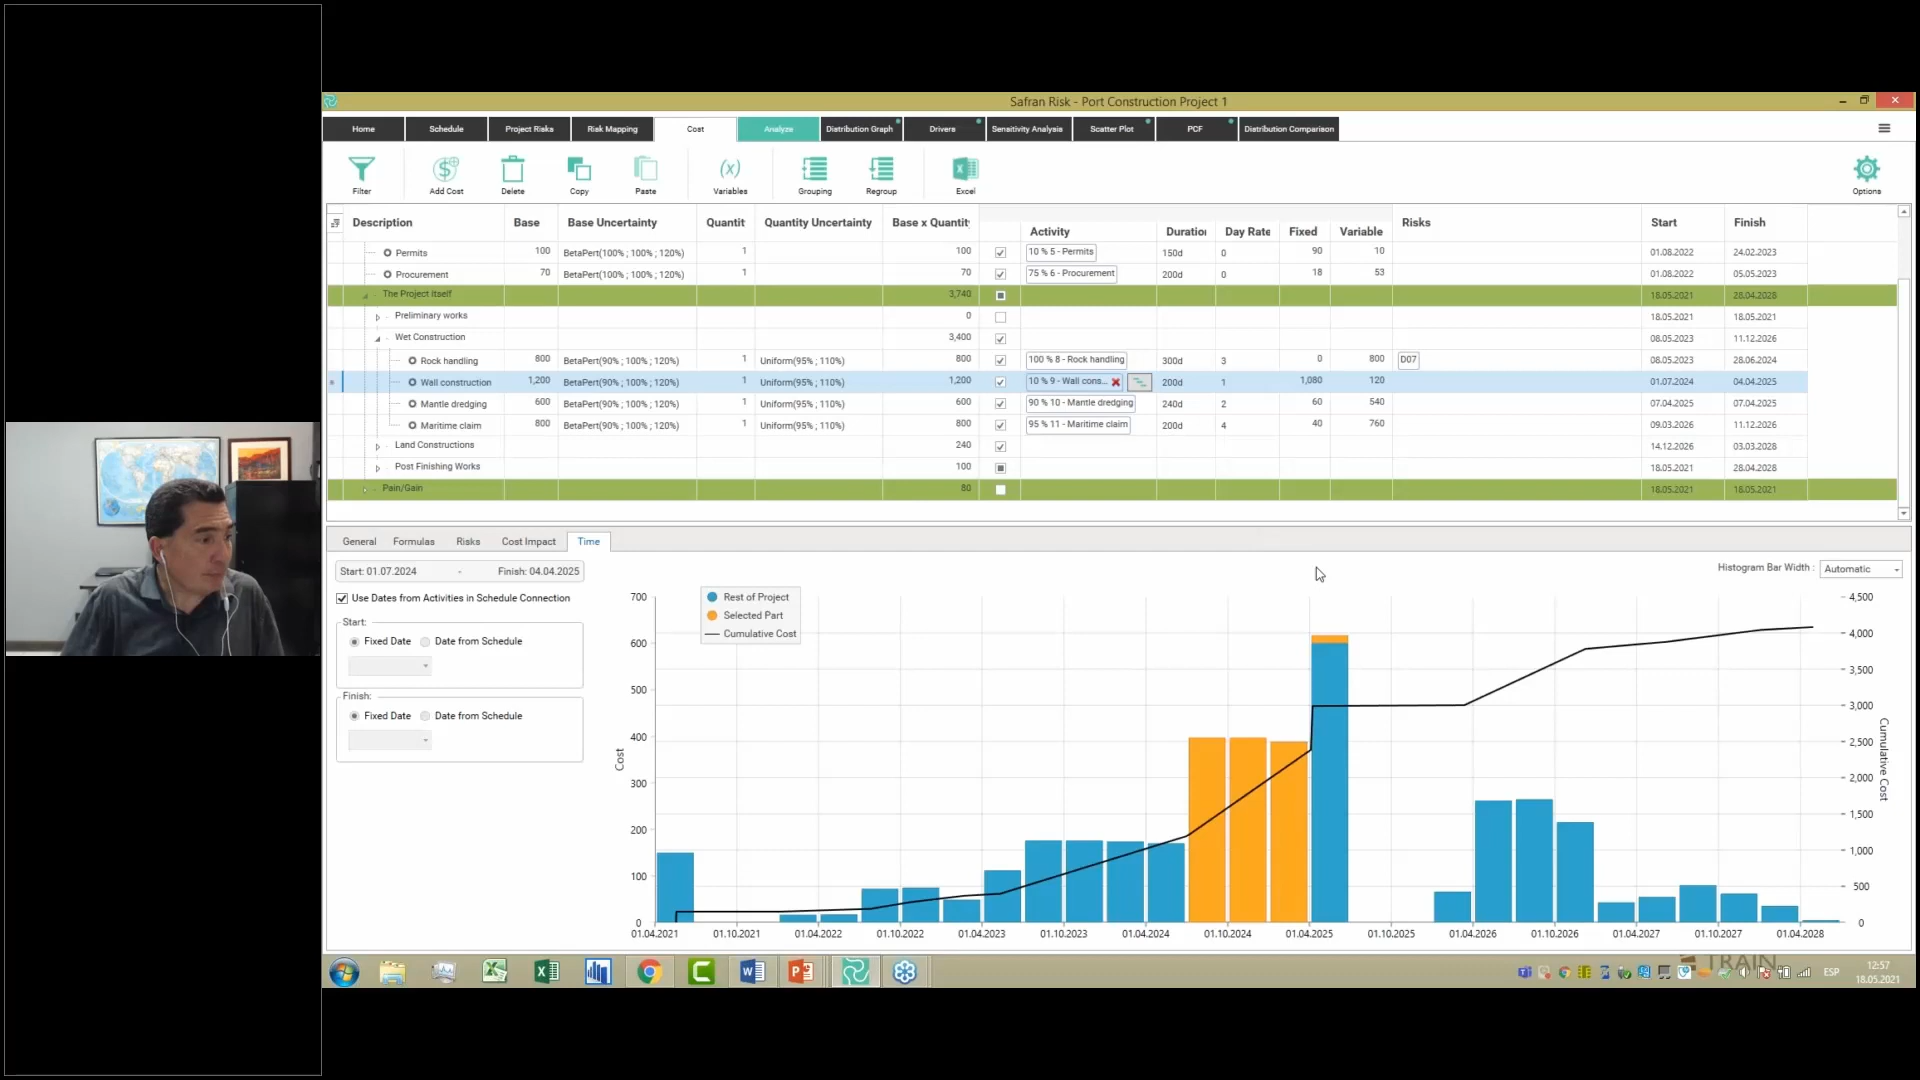 Safran Risk - Port Construction Project 1
Home Schedule Project Risks Risk Mapping Cost Analyze Distribution Graph Drivers Sensitivity Analysis Scatter Plot PCF Distribution Comparison
Filter Add Cost Delete Copy Paste (x) Variables Grouping Regroup Excel Options
Description Base Base Uncertainty Quantit Quantity Uncertainty Base x Quantity Activity Duration Day Rate Fixed Variable Risks Start Finish
Permits 100 BetaPert(100% ; 100% ; 120%) 1 100 10 % 5 - Permits 150d 0 90 10 01.08.2022 24.02.2023
Procurement 70 BetaPert(100% ; 100% ; 120%) 1 70 75 % 6 - Procurement 200d 0 18 53 01.08.2022 05.05.2023
The Project Itself 3,740 18.05.2021 28.04.2028
Preliminary works 0 18.05.2021 18.05.2021
Wet Construction 3,400 08.05.2023 11.12.2026
Rock handling 800 BetaPert(90% ; 100% ; 120%) 1 Uniform(95% ; 110%) 800 100 % 8 - Rock handling 300d 3 0 800 D07 08.05.2023 28.06.2024
Wall construction 1,200 BetaPert(90% ; 100% ; 120%) 1 Uniform(95% ; 110%) 1,200 10 % 9 - Wall cons... 200d 1 1,080 120 01.07.2024 04.04.2025
Mantle dredging 600 BetaPert(90% ; 100% ; 120%) 1 Uniform(95% ; 110%) 600 90 % 10 - Mantle dredging 240d 2 60 540 07.04.2025 07.04.2025
Maritime claim 800 BetaPert(90% ; 100% ; 120%) 1 Uniform(95% ; 110%) 800 95 % 11 - Maritime claim 200d 4 40 760 09.03.2026 11.12.2026
Land Constructions 240 14.12.2026 03.03.2028
Post Finishing Works 100 18.05.2021 28.04.2028
Pain/Gain 80 18.05.2021 18.05.2021
General Formulas Risks Cost Impact Time
Start: 01.07.2024 - Finish: 04.04.2025
Histogram Bar Width : Automatic
Use Dates from Activities in Schedule Connection
Start:
Fixed Date Date from Schedule
Finish:
Fixed Date Date from Schedule
Rest of Project
Selected Part
Cumulative Cost
Cost
700
600
500
400
300
200
100
0
4,500
4,000
3,500
3,000
2,500
2,000
1,500
1,000
500
0
Cumulative Cost
01.04.2021 01.10.2021 01.04.2022 01.10.2022 01.04.2023 01.10.2023 01.04.2024 01.10.2024 01.04.2025 01.10.2025 01.04.2026 01.10.2026 01.04.2027 01.10.2027 01.04.2028
TRAIN
ESP
12:57
18.05.2021